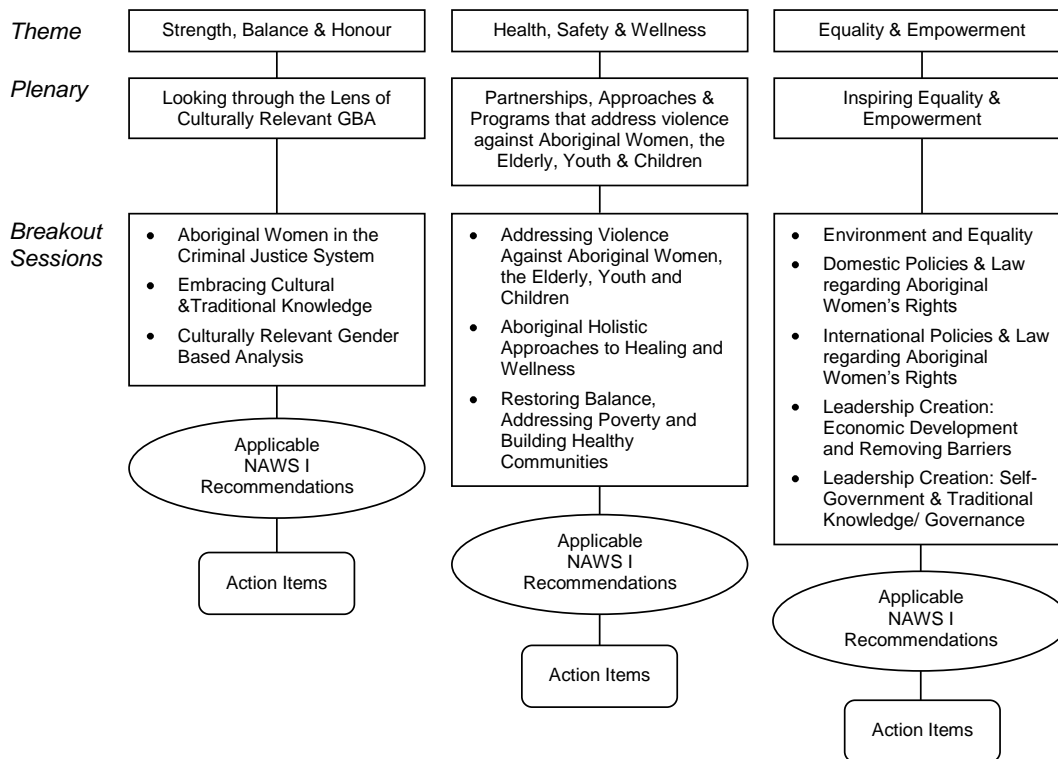 Theme
Strength, Balance & Honour
Health, Safety & Wellness
Equality & Empowerment
Plenary
Looking through the Lens of
Culturally Relevant GBA
Partnerships, Approaches &
Programs that address violence
against Aboriginal Women, the
Elderly, Youth & Children
Inspiring Equality &
Empowerment
Breakout
Sessions
• Aboriginal Women in the
Criminal Justice System
• Embracing Cultural
&Traditional Knowledge
• Culturally Relevant Gender
Based Analysis
• Addressing Violence
Against Aboriginal Women,
the Elderly, Youth and
Children
• Aboriginal Holistic
Approaches to Healing and
Wellness
• Restoring Balance,
Addressing Poverty and
Building Healthy
Communities
• Environment and Equality
• Domestic Policies & Law
regarding Aboriginal
Women's Rights
• International Policies & Law
regarding Aboriginal
Women's Rights
• Leadership Creation:
Economic Development
and Removing Barriers
• Leadership Creation: Self-
Government & Traditional
Knowledge/ Governance
Applicable
NAWS I
Recommendations
Applicable
NAWS I
Recommendations
Applicable
NAWS I
Recommendations
Action Items
Action Items
Action Items